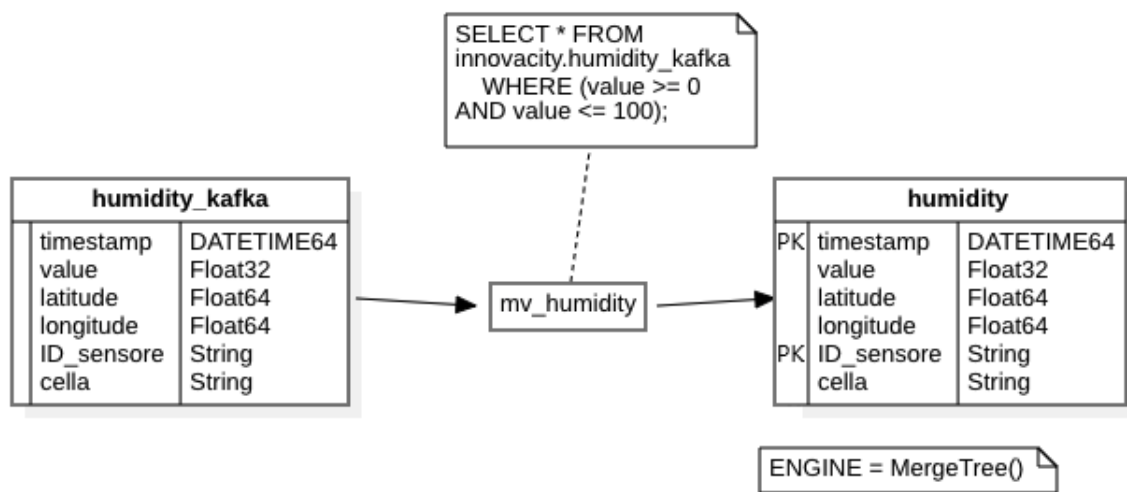 SELECT * FROM
innovacity.humidity_kafka
WHERE (value >= 0
AND value <= 100);
humidity_kafka
timestamp DATETIME64
value Float32
latitude Float64
longitude Float64
ID_sensore String
cella String
mv_humidity
humidity
PK timestamp DATETIME64
value Float32
latitude Float64
longitude Float64
PK ID_sensore String
cella String
ENGINE = MergeTree()